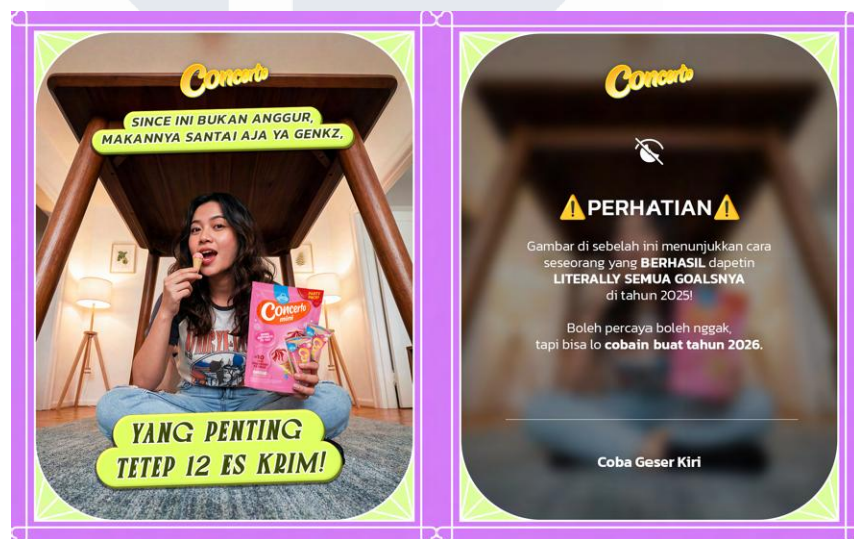 Concerto
SINCE INI BUKAN ANGGUR,
MAKANNYA SANTAI AJA YA GENKZ,
Concerto
mini
YANG PENTING
TETEP 12 ES KRIM!
Concerto
⚠PERHATIAN⚠
Gambar di sebelah ini menunjukkan cara
seseorang yang BERHASIL dapetin
LITERALLY SEMUA GOALSNYA
di tahun 2025!
Boleh percaya boleh nggak,
tapi bisa lo cobain buat tahun 2026.
Coba Geser Kiri